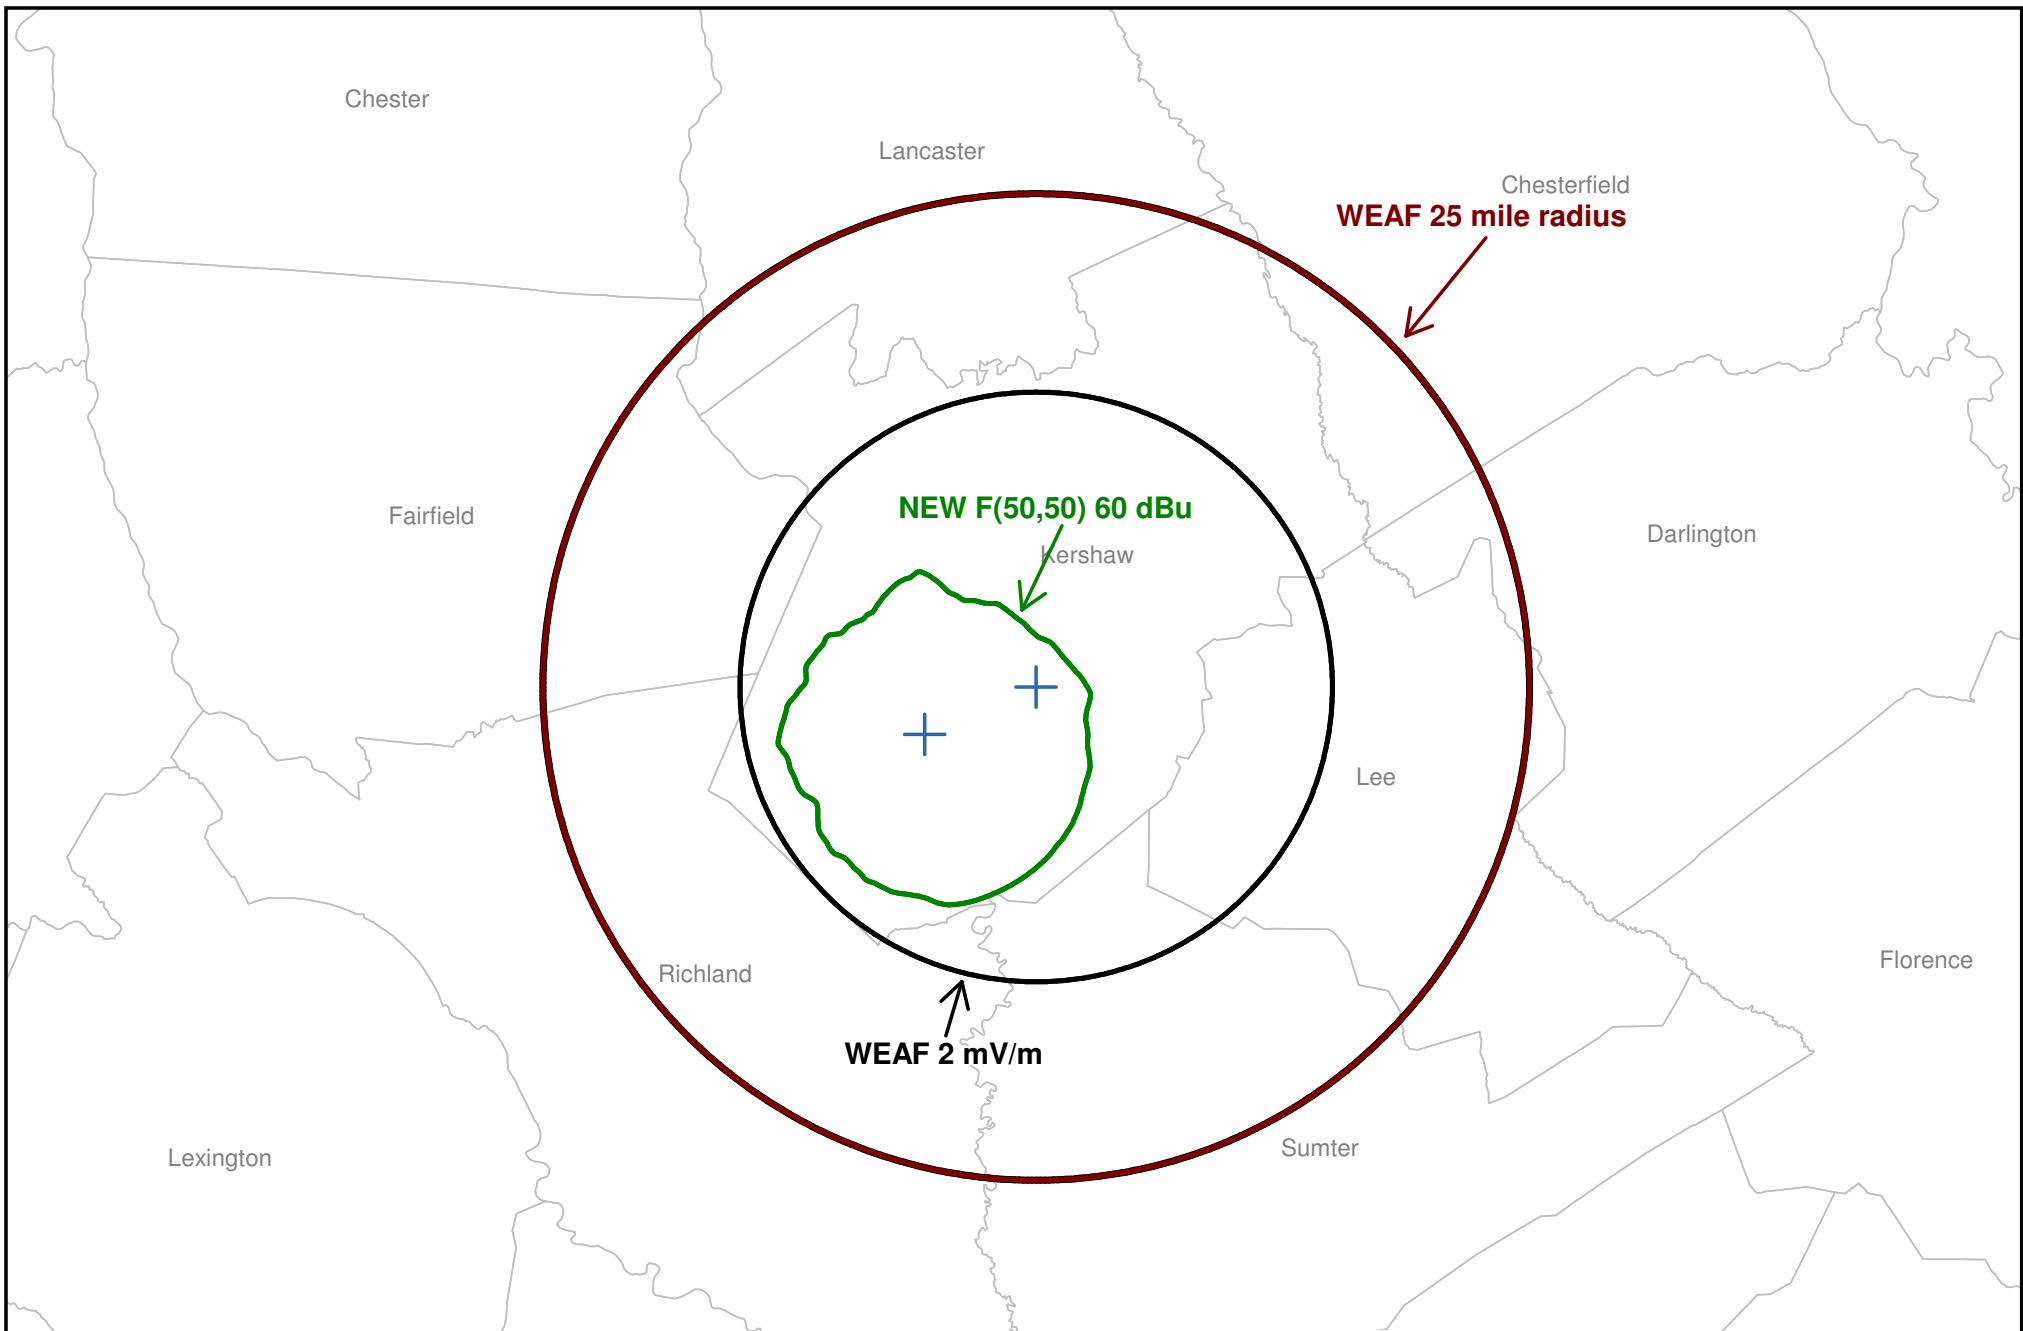 Chester
Lancaster
Chesterfield
WEAF 25 mile radius
NEW F(50,50) 60 dBu
Fairfield
Kershaw
Darlington
Lee
Richland
Florence
WEAF 2 mV/m
Lexington
Sumter